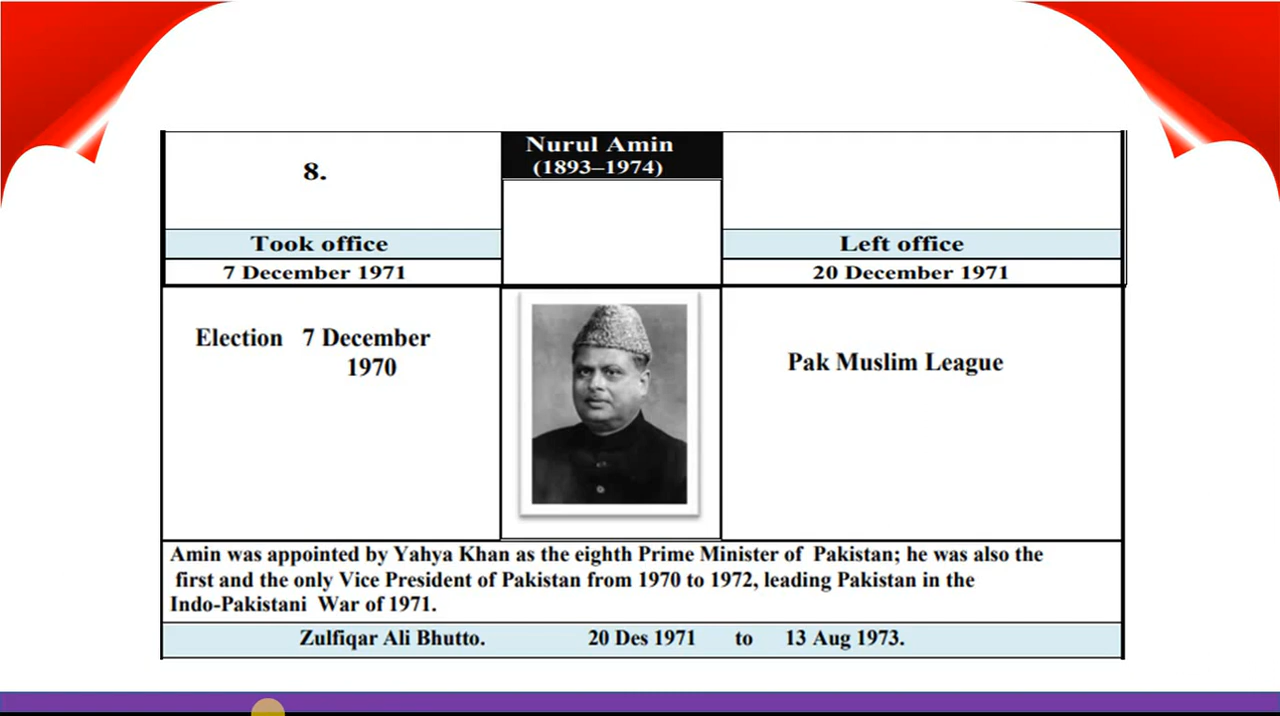 8.
Nurul Amin
(1893–1974)
Took office
Left office
7 December 1971
20 December 1971
Election 7 December
1970
Pak Muslim League
Amin was appointed by Yahya Khan as the eighth Prime Minister of Pakistan; he was also the
first and the only Vice President of Pakistan from 1970 to 1972, leading Pakistan in the
Indo-Pakistani War of 1971.
Zulfiqar Ali Bhutto. 20 Des 1971 to 13 Aug 1973.